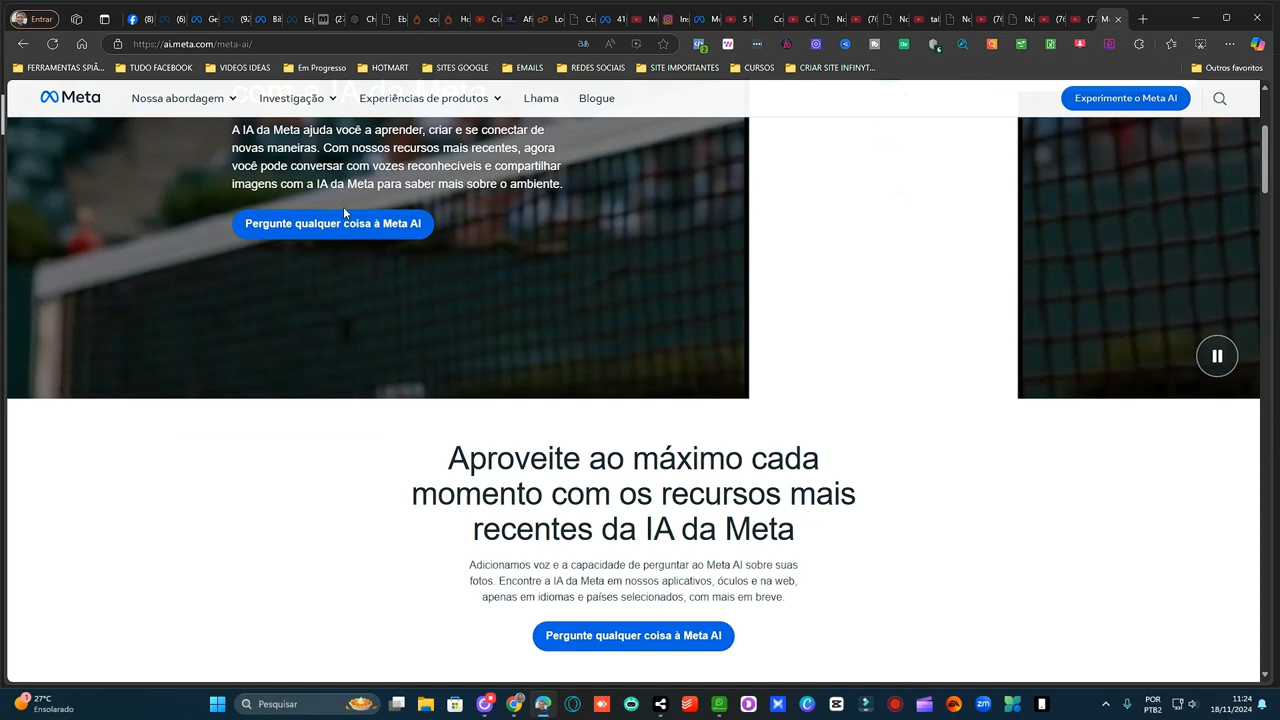 Entrar
https://ai.meta.com/meta-ai/
TUDO FACEBOOK
VIDEOS IDEAS
Em Progresso
HOTMART
SITES GOOGLE
EMAILS
REDES SOCIAIS
SITE IMPORTANTES
CURSOS
CRIAR SITE INFINYT...
Outros favoritos
Meta
Nossa abordagem
Investigação
Experiências de produtos
Lhama
Blogue
Experimente o Meta AI
com a IA da Meta
A IA da Meta ajuda você a aprender, criar e se conectar de
novas maneiras. Com nossos recursos mais recentes, agora
você pode conversar com vozes reconhecíveis e compartilhar
imagens com a IA da Meta para saber mais sobre o ambiente.
Pergunte qualquer coisa à Meta AI
Aproveite ao máximo cada
momento com os recursos mais
recentes da IA da Meta
Adicionamos voz e a capacidade de perguntar ao Meta AI sobre suas
fotos. Encontre a IA da Meta em nossos aplicativos, óculos e na web,
apenas em idiomas e países selecionados, com mais em breve.
Pergunte qualquer coisa à Meta AI
27°C
Ensolarado
Pesquisar
POR
PTB2
11:24
18/11/2024